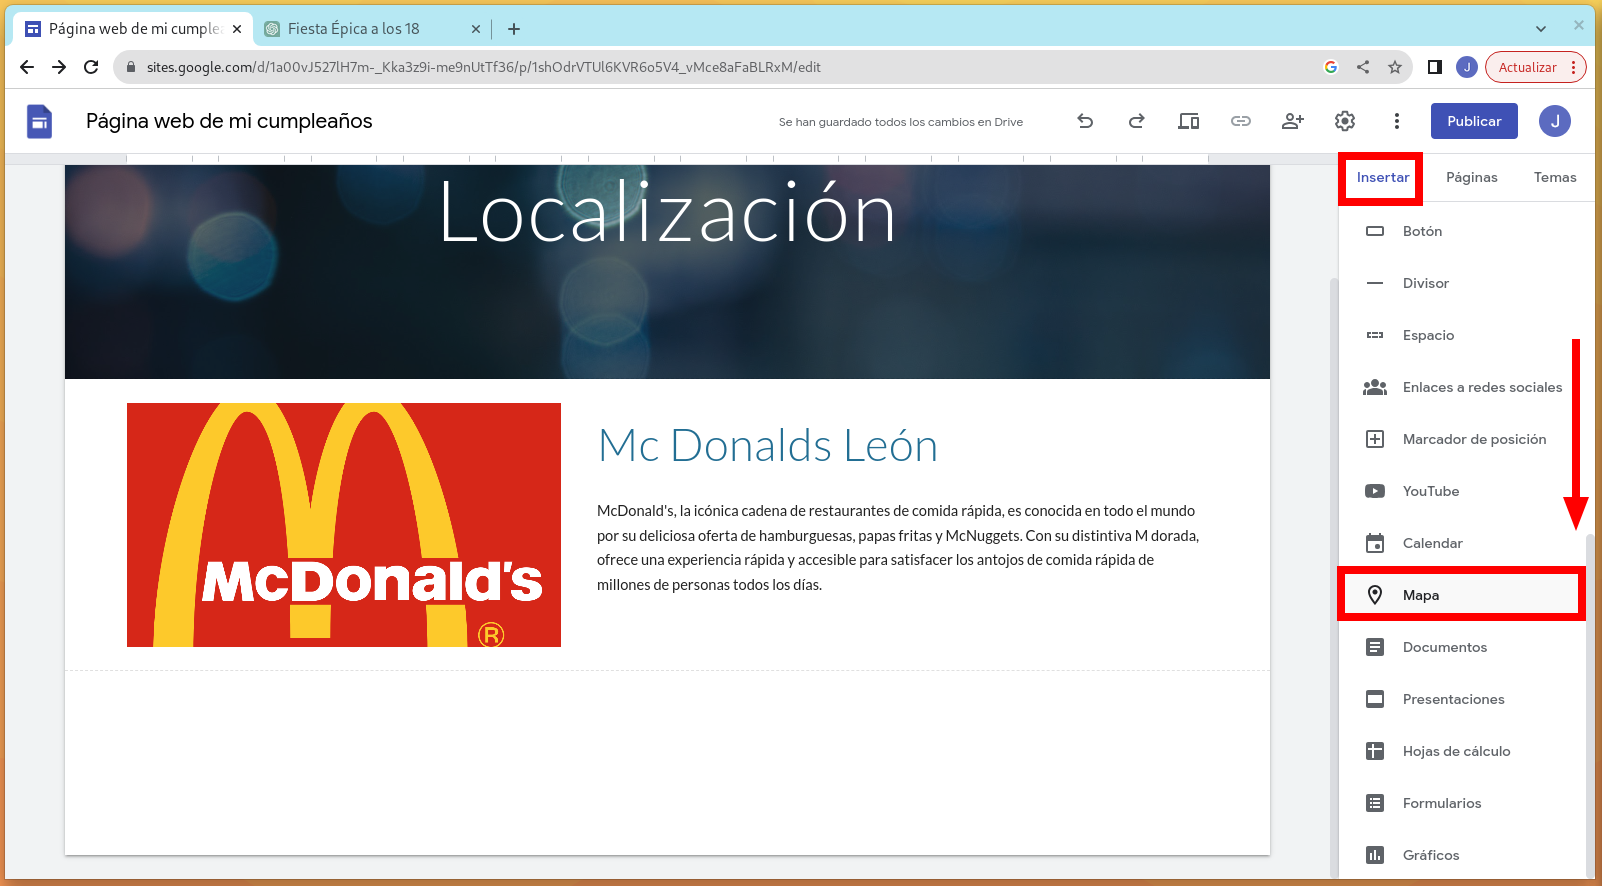 Página web de mi cumplea
Fiesta Épica a los 18
sites.google.com/d/1a00vJ527lH7m-_Kka3z9i-me9nUtTf36/p/1shOdrVTUl6KVR6o5V4_vMce8aFaBLRxM/edit
G
J
Actualizar
Página web de mi cumpleaños
Se han guardado todos los cambios en Drive
Publicar
J
Insertar
Páginas
Temas
Localización
Mc Donalds León
McDonald's, la icónica cadena de restaurantes de comida rápida, es conocida en todo el mundo
por su deliciosa oferta de hamburguesas, papas fritas y McNuggets. Con su distintiva M dorada,
ofrece una experiencia rápida y accesible para satisfacer los antojos de comida rápida de
millones de personas todos los días.
McDonald's
®
Botón
Divisor
Espacio
Enlaces a redes sociales
Marcador de posición
YouTube
Calendar
Mapa
Documentos
Presentaciones
Hojas de cálculo
Formularios
Gráficos